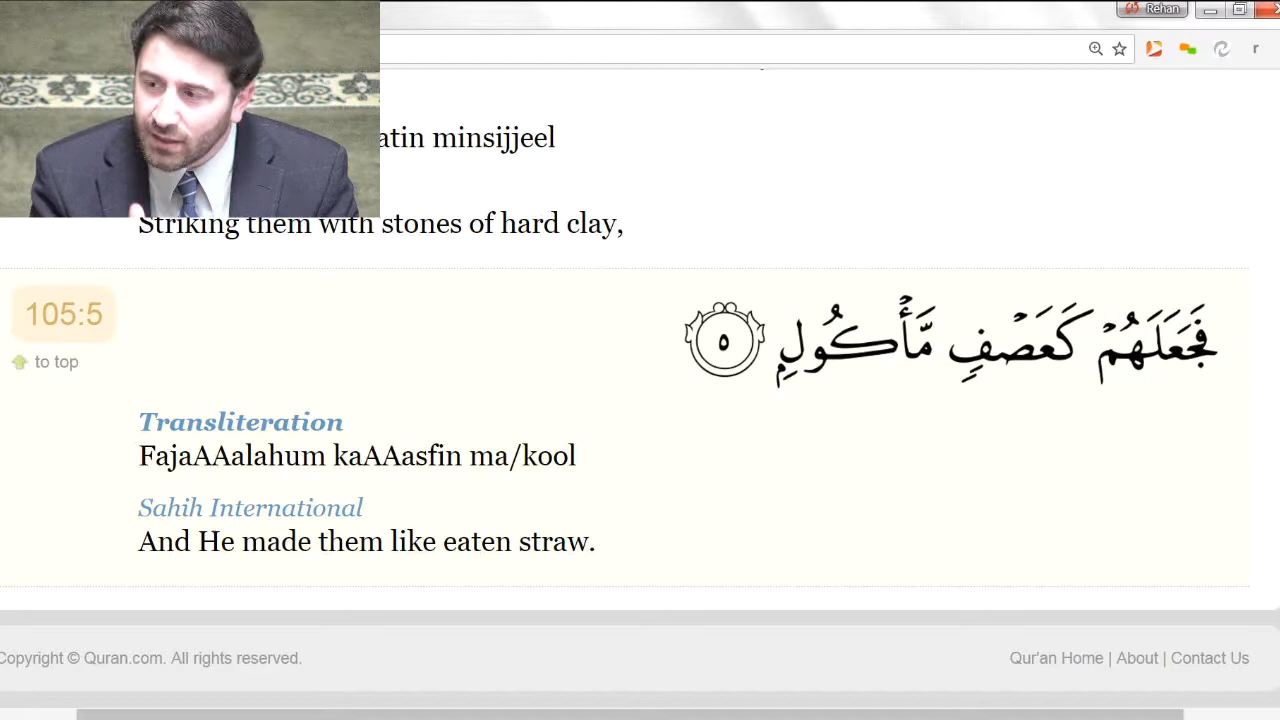 Rehan
r
atin minsijjeel
Striking them with stones of hard clay,
105:5
فَجَعَلَهُمْ كَعَصْفٍ مَّأْكُولٍ ٥
to top
Transliteration
FajaAAalahum kaAAasfin ma/kool
Sahih International
And He made them like eaten straw.
Copyright © Quran.com. All rights reserved.
Qur'an Home | About | Contact Us